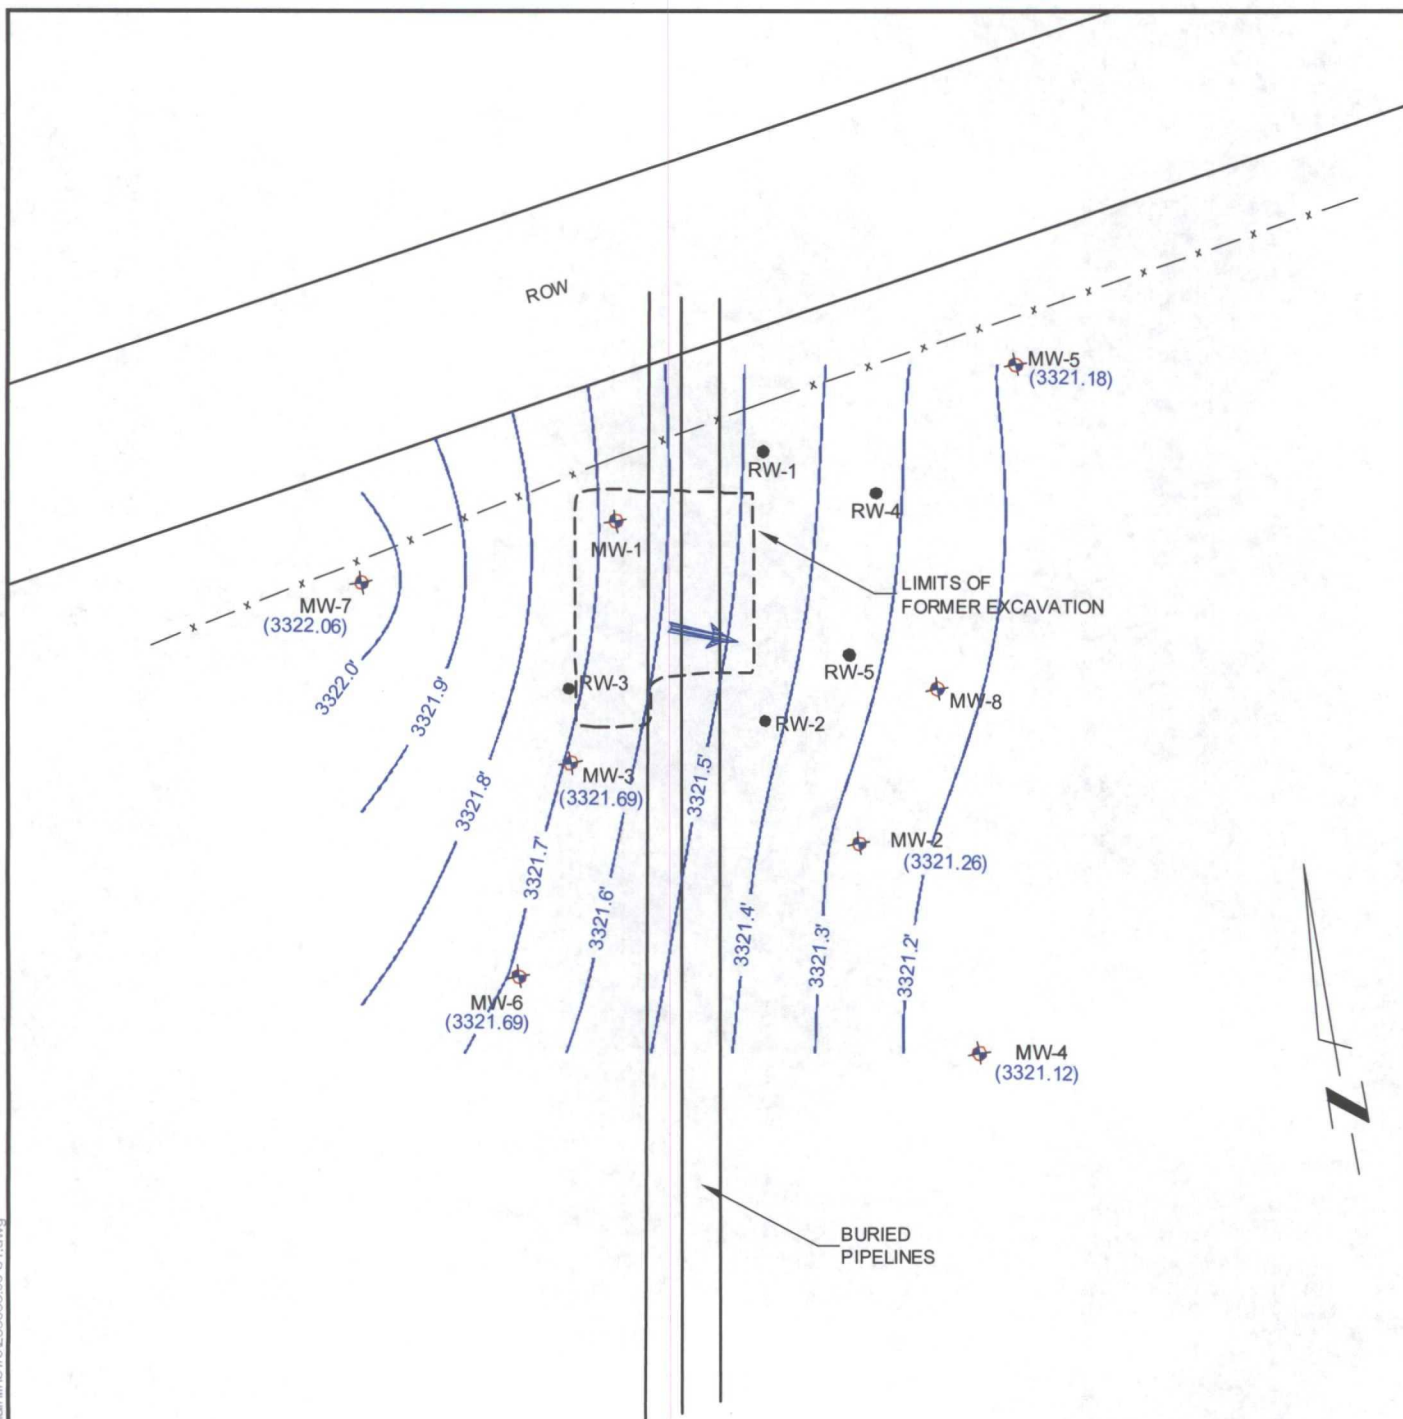 ROW
MW-5
(3321.18)
RW-1
RW-4
MW-1
LIMITS OF
FORMER EXCAVATION
MW-7
(3322.06)
3322.0'
3321.9'
RW-3
RW-5
MW-8
RW-2
MW-3
(3321.69)
3321.8'
3321.5'
3321.7'
3321.6'
MW-2
(3321.26)
3321.4'
3321.3'
3321.2'
MW-6
(3321.69)
MW-4
(3321.12)
N
BURIED
PIPELINES